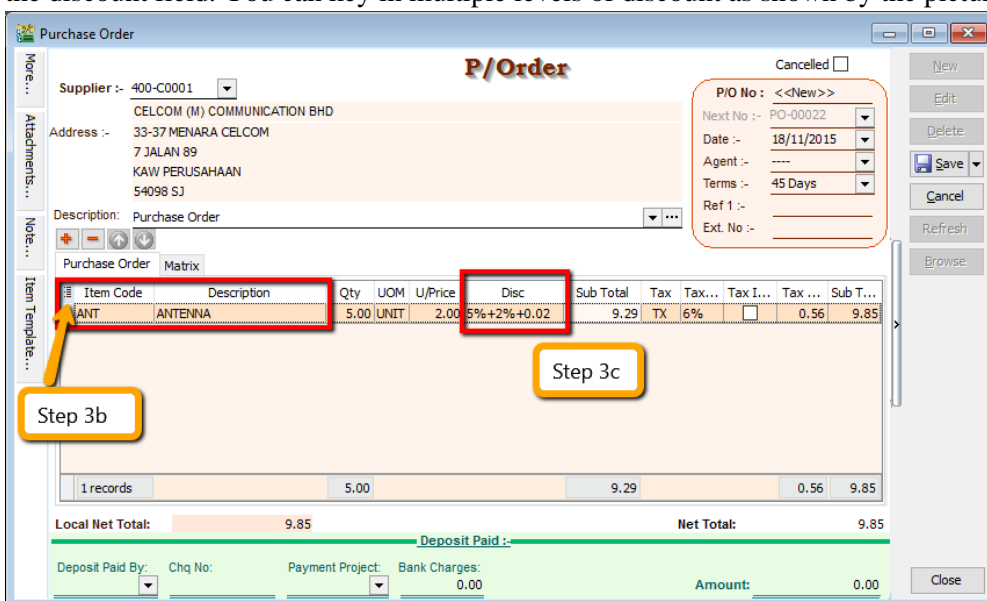 the discount field. You can key in multiple levels of discount as shown by the pictur
Purchase Order
More...
Attachments...
Note...
Item Template...
P/Order
Cancelled
Supplier :- 400-C0001
CELCOM (M) COMMUNICATION BHD
Address :- 33-37 MENARA CELCOM
7 JALAN 89
KAW PERUSAHAAN
54098 SJ
P/O No : <<New>>
Next No :- PO-00022
Date :- 18/11/2015
Agent :- ----
Terms :- 45 Days
Ref 1 :-
Ext. No :-
Description: Purchase Order
Purchase Order Matrix
Item Code Description Qty UOM U/Price Disc Sub Total Tax Tax... Tax I... Tax ... Sub T...
ANT ANTENNA 5.00 UNIT 2.00 5%+2%+0.02 9.29 TX 6% 0.56 9.85
Step 3b
Step 3c
1 records 5.00 9.29 0.56 9.85
Local Net Total: 9.85 Net Total: 9.85
Deposit Paid :-
Deposit Paid By: Chq No: Payment Project: Bank Charges:
0.00 Amount: 0.00
New
Edit
Delete
Save
Cancel
Refresh
Browse
Close